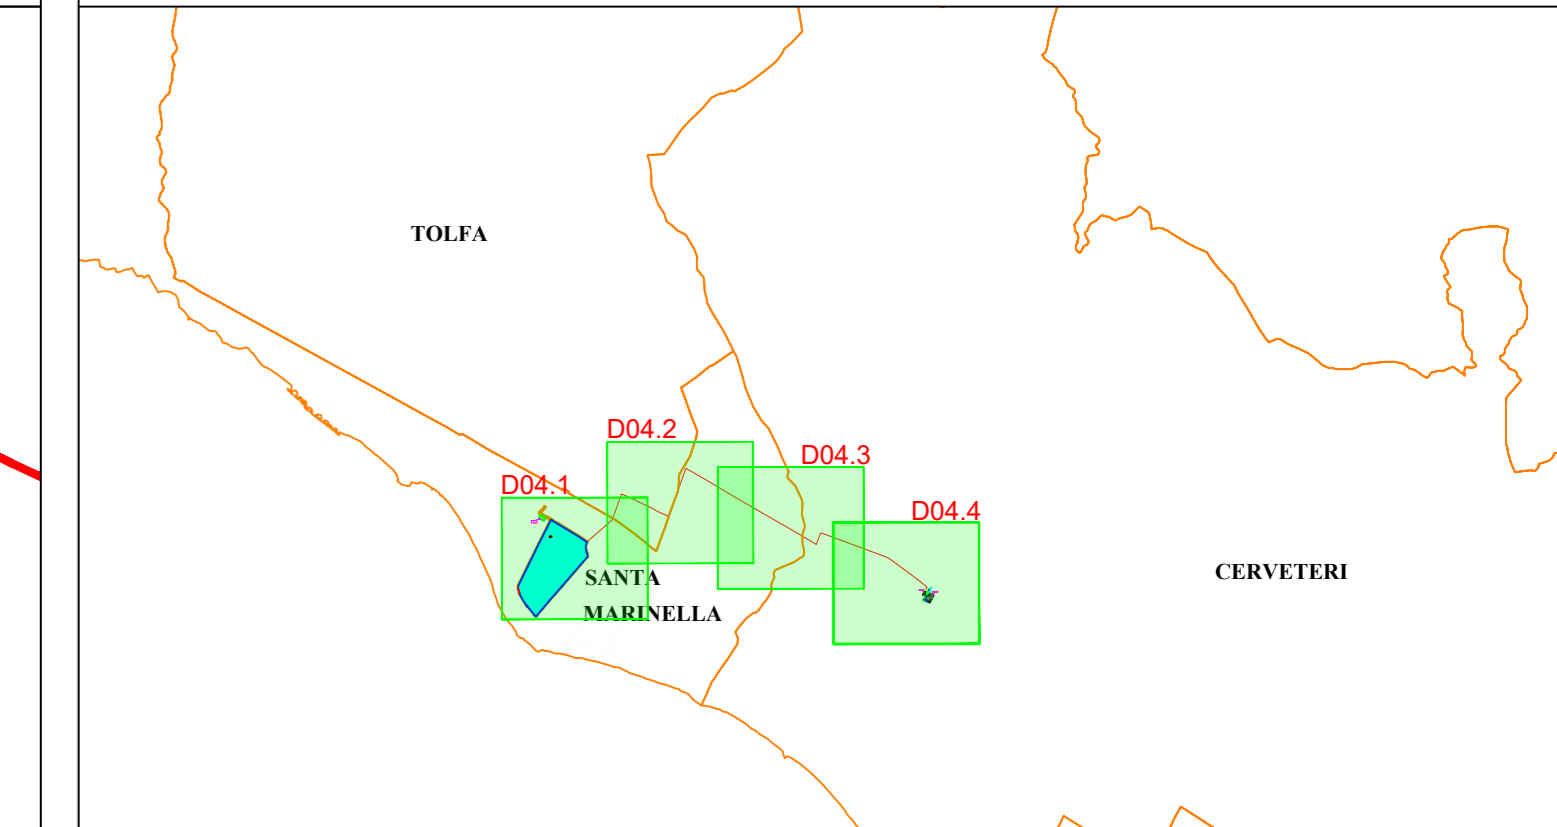 TOLFA
D04.2
D04.3
D04.1
D04.4
SANTA
MARINELLA
CERVETERI